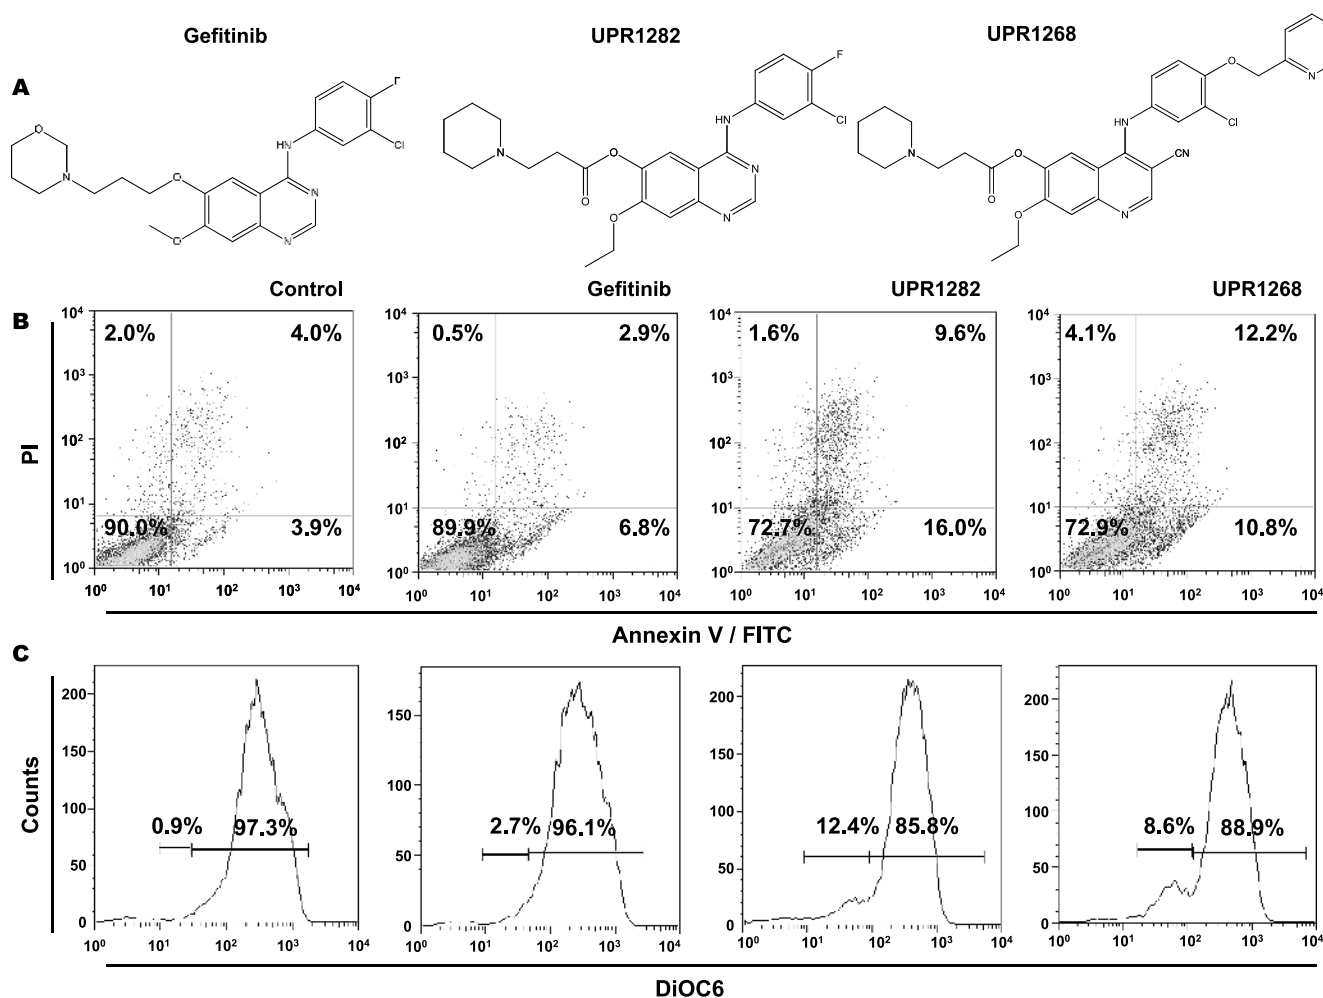 Gefitinib UPR1282 UPR1268
A
O N O O HN F Cl N N
N O O O HN F Cl N N
N O O O HN O N Cl CN N
Control Gefitinib UPR1282 UPR1268
B
PI
10⁴ 10³ 10² 10¹ 10⁰
2.0% 4.0%
90.0% 3.9%
10⁰ 10¹ 10² 10³ 10⁴
10⁴ 10³ 10² 10¹ 10⁰
0.5% 2.9%
89.9% 6.8%
10⁰ 10¹ 10² 10³ 10⁴
10⁴ 10³ 10² 10¹ 10⁰
1.6% 9.6%
72.7% 16.0%
10⁰ 10¹ 10² 10³ 10⁴
10⁴ 10³ 10² 10¹ 10⁰
4.1% 12.2%
72.9% 10.8%
10⁰ 10¹ 10² 10³ 10⁴
Annexin V / FITC
C
Counts
200 150 100 50 0
0.9% 97.3%
10⁰ 10¹ 10² 10³ 10⁴
150 100 50 0
2.7% 96.1%
10⁰ 10¹ 10² 10³ 10⁴
200 150 100 50 0
12.4% 85.8%
10⁰ 10¹ 10² 10³ 10⁴
200 150 100 50 0
8.6% 88.9%
10⁰ 10¹ 10² 10³ 10⁴
DiOC6